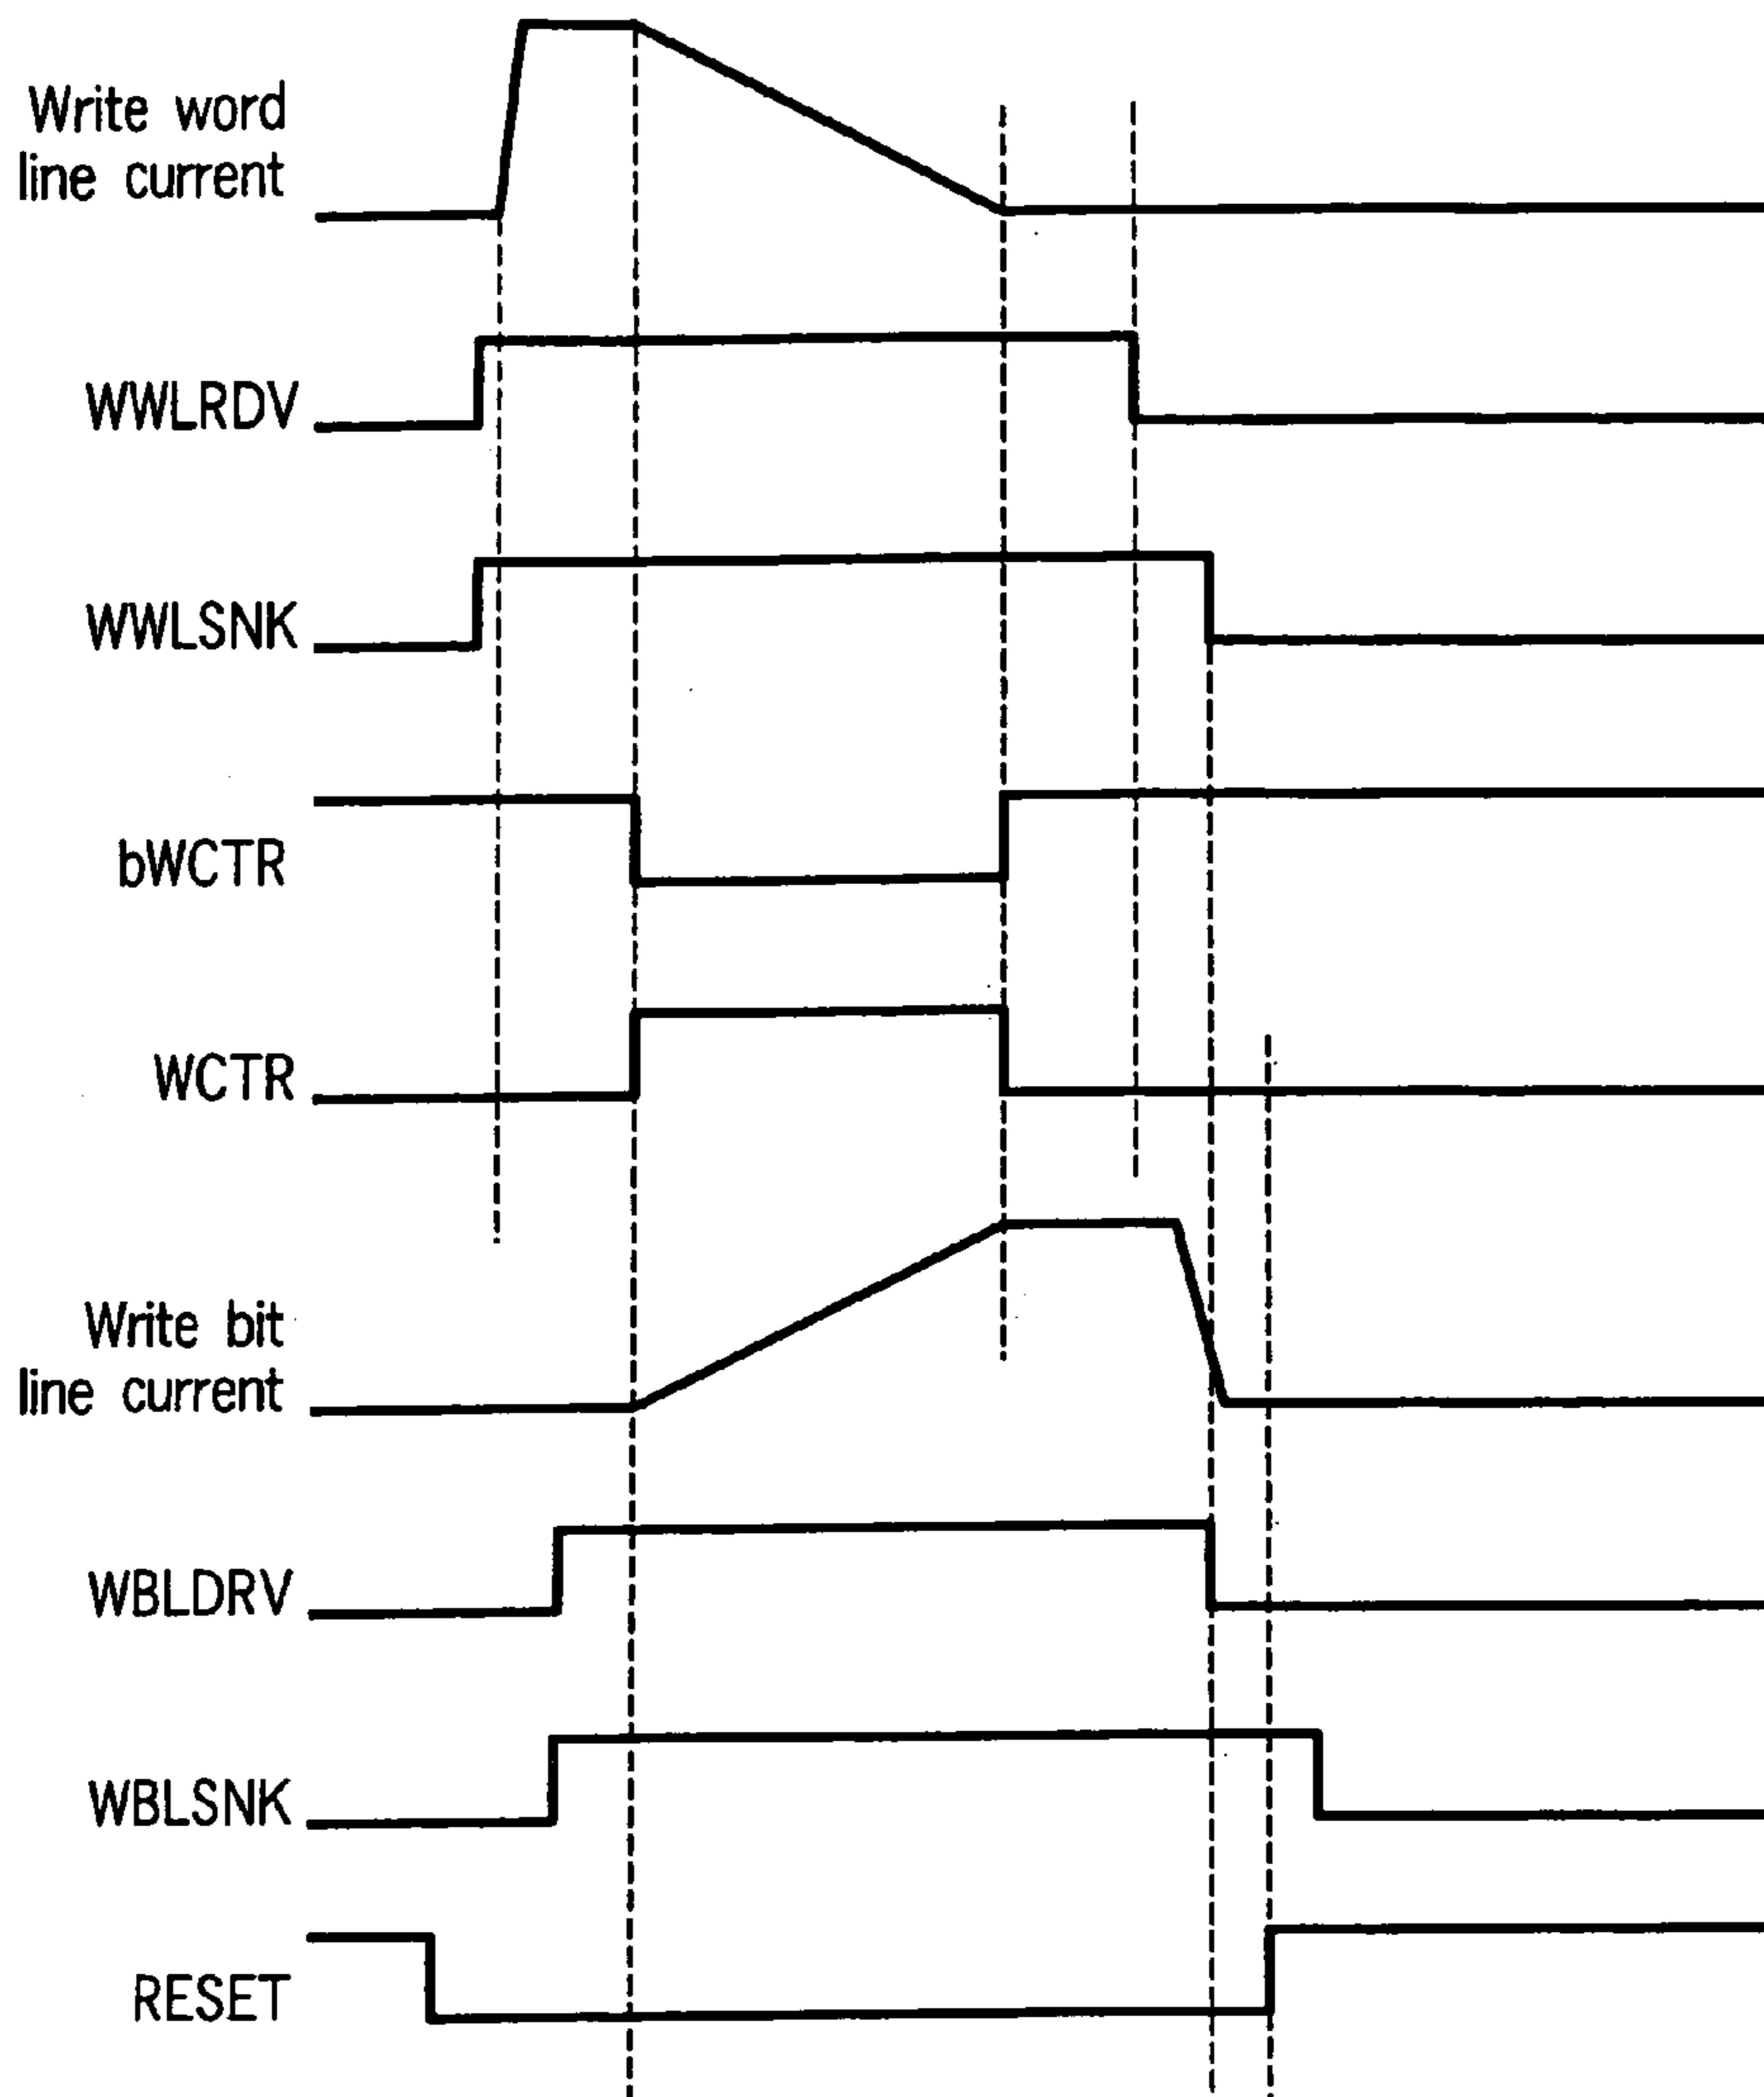 Write word
line current
WWLRDV
WWLSNK
bWCTR
WCTR
Write bit
line current
WBLDRV
WBLSNK
RESET